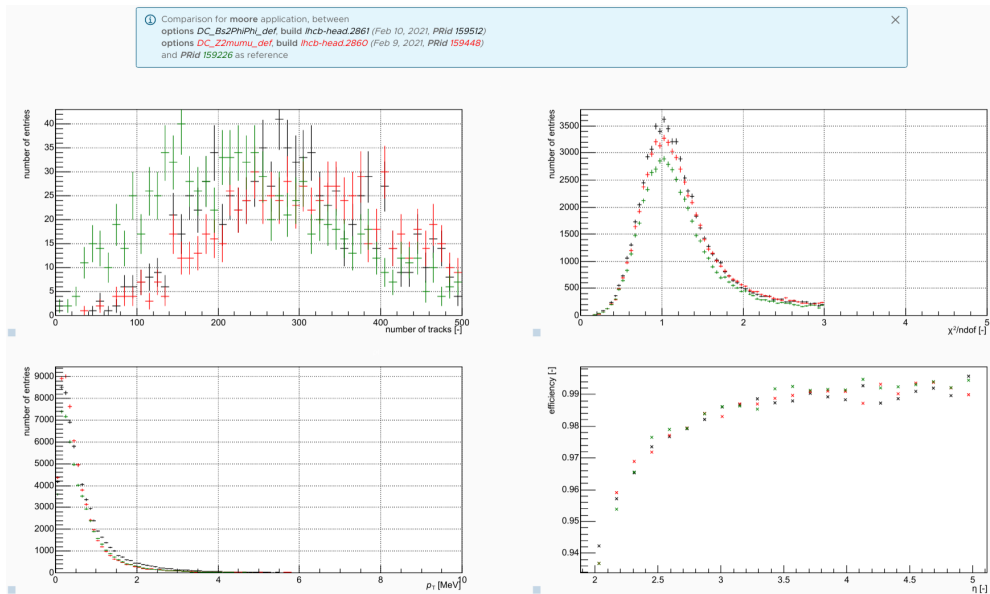 Comparison for moore application, between
options DC_Bs2PhiPhi_def, build lhcb-head.2861 (Feb 10, 2021, PRid 159512)
options DC_Z2mumu_def, build lhcb-head.2860 (Feb 9, 2021, PRid 159448)
and PRid 159226 as reference
number of entries
40
35
30
25
20
15
10
5
0
0 100 200 300 400 500
number of tracks [-]
number of entries
3500
3000
2500
2000
1500
1000
500
0
0 1 2 3 4 5
χ²/ndof [-]
number of entries
9000
8000
7000
6000
5000
4000
3000
2000
1000
0
0 2 4 6 8 10
pT [MeV]
efficiency [-]
0.99
0.98
0.97
0.96
0.95
0.94
2 2.5 3 3.5 4 4.5 5
η [-]